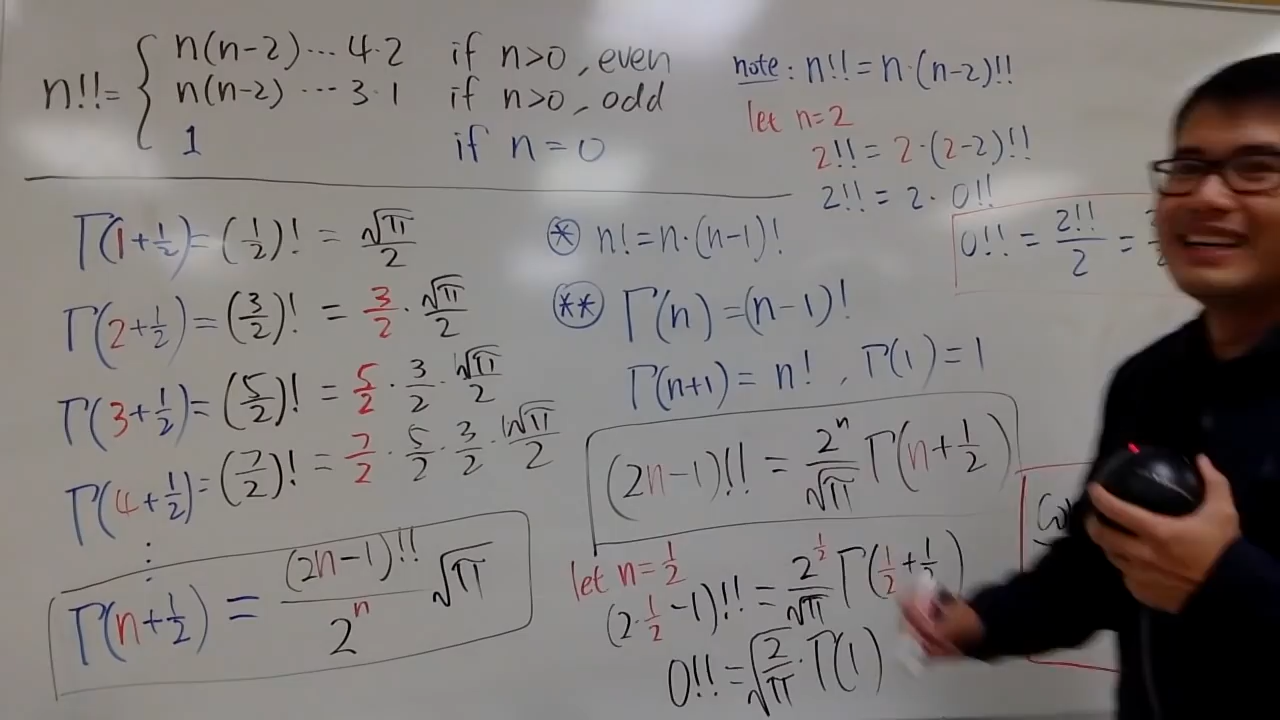 n!! = { n(n-2)⋯4·2 if n>0, even
n(n-2)⋯3·1 if n>0, odd
1 if n=0
note: n!! = n·(n-2)!!
let n=2
2!! = 2·(2-2)!!
2!! = 2·0!!
0!! = 2!!/2 =
Γ(1+1/2) = (1/2)! = √π/2
Γ(2+1/2) = (3/2)! = 3/2 · √π/2
Γ(3+1/2) = (5/2)! = 5/2 · 3/2 · √π/2
Γ(4+1/2) = (7/2)! = 7/2 · 5/2 · 3/2 · √π/2
⋮
Γ(n+1/2) = (2n-1)!!/2^n √π
* n! = n·(n-1)!
** Γ(n) = (n-1)!
Γ(n+1) = n! , Γ(1) = 1
(2n-1)!! = 2^n/√π Γ(n+1/2)
let n=1/2
(2·1/2-1)!! = 2^(1/2)/√π Γ(1/2+1/2)
0!! = √(2/π) · Γ(1)